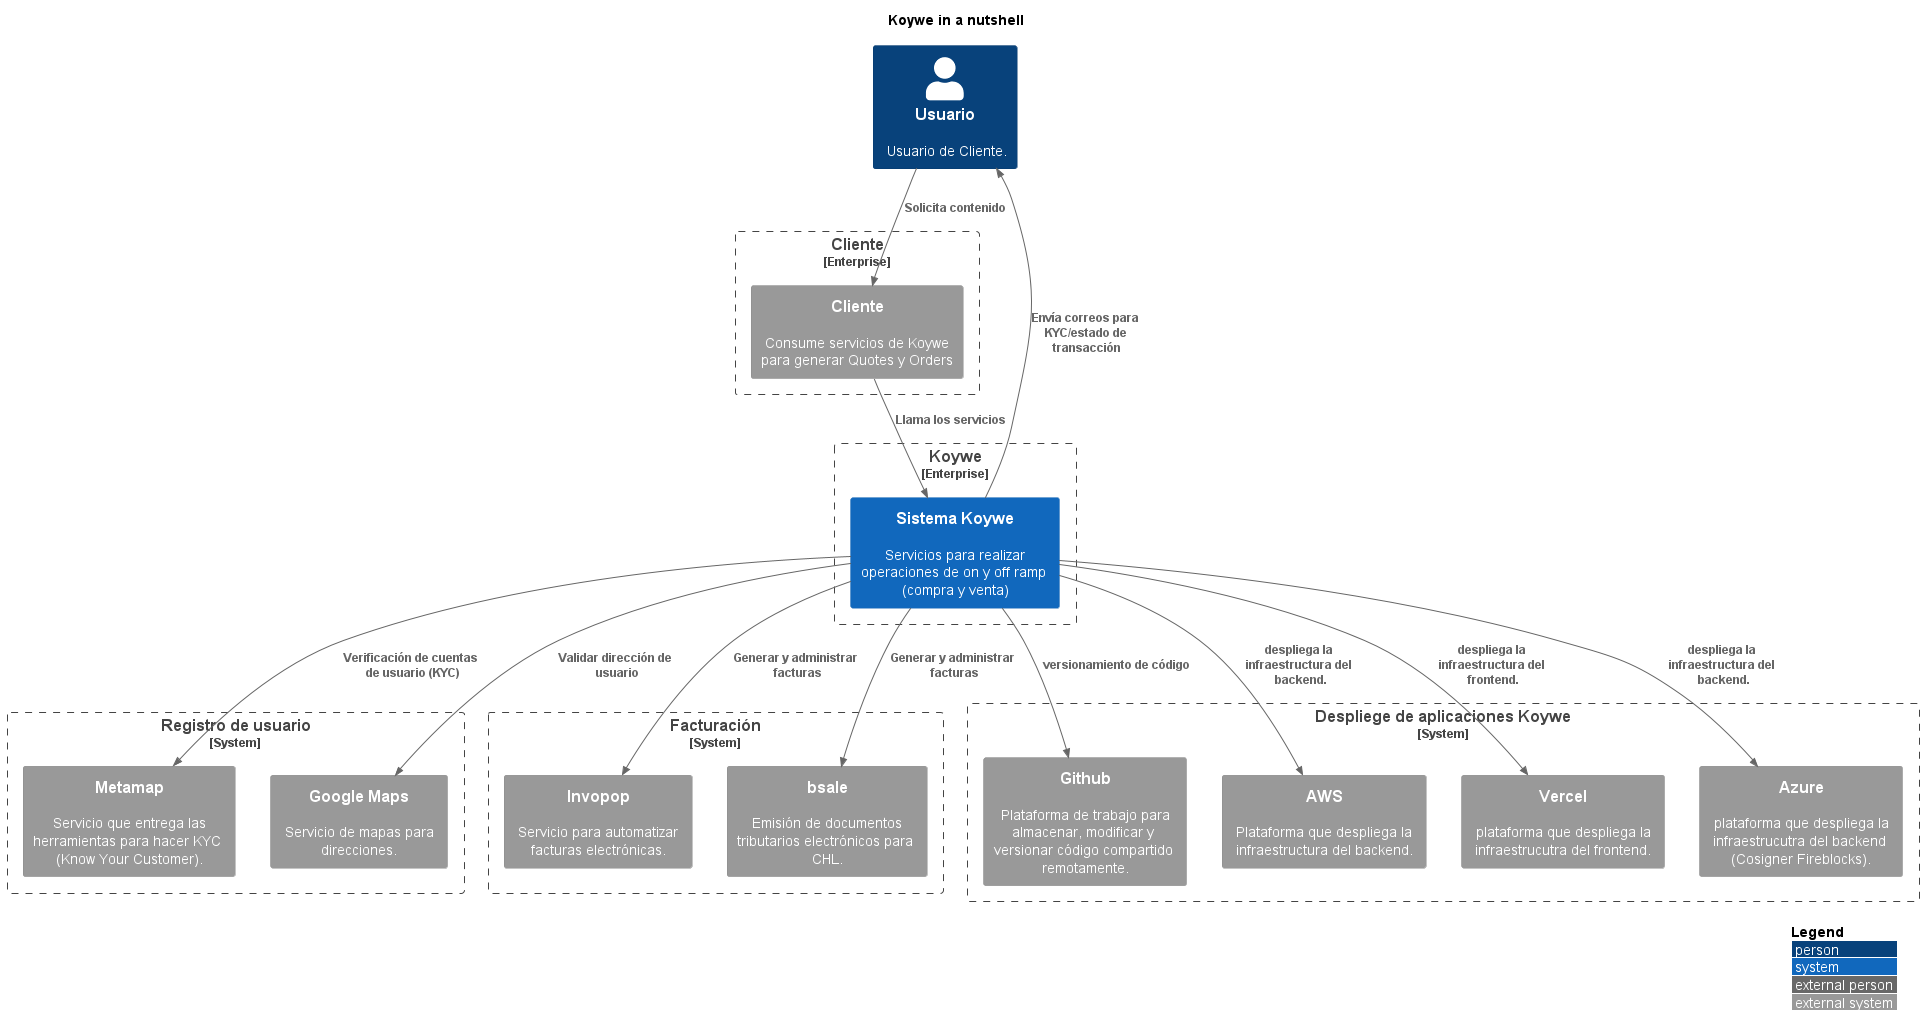 Koywe in a nutshell
Usuario
Usuario de Cliente.
Solicita contenido
Cliente
[Enterprise]
Cliente
Consume servicios de Koywe
para generar Quotes y Orders
Envía correos para
KYC/estado de
transacción
Llama los servicios
Koywe
[Enterprise]
Sistema Koywe
Servicios para realizar
operaciones de on y off ramp
(compra y venta)
Verificación de cuentas
de usuario (KYC)
Validar dirección de
usuario
Generar y administrar
facturas
Generar y administrar
facturas
versionamiento de código
despliega la
infraestructura del
backend.
despliega la
infraestructura del
frontend.
despliega la
infraestructura del
backend.
Registro de usuario
[System]
Metamap
Servicio que entrega las
herramientas para hacer KYC
(Know Your Customer).
Google Maps
Servicio de mapas para
direcciones.
Facturación
[System]
Invopop
Servicio para automatizar
facturas electrónicas.
bsale
Emisión de documentos
tributarios electrónicos para
CHL.
Despliege de aplicaciones Koywe
[System]
Github
Plataforma de trabajo para
almacenar, modificar y
versionar código compartido
remotamente.
AWS
Plataforma que despliega la
infraestructura del backend.
Vercel
plataforma que despliega la
infraestrucutra del frontend.
Azure
plataforma que despliega la
infraestrucutra del backend
(Cosigner Fireblocks).
Legend
person
system
external person
external system